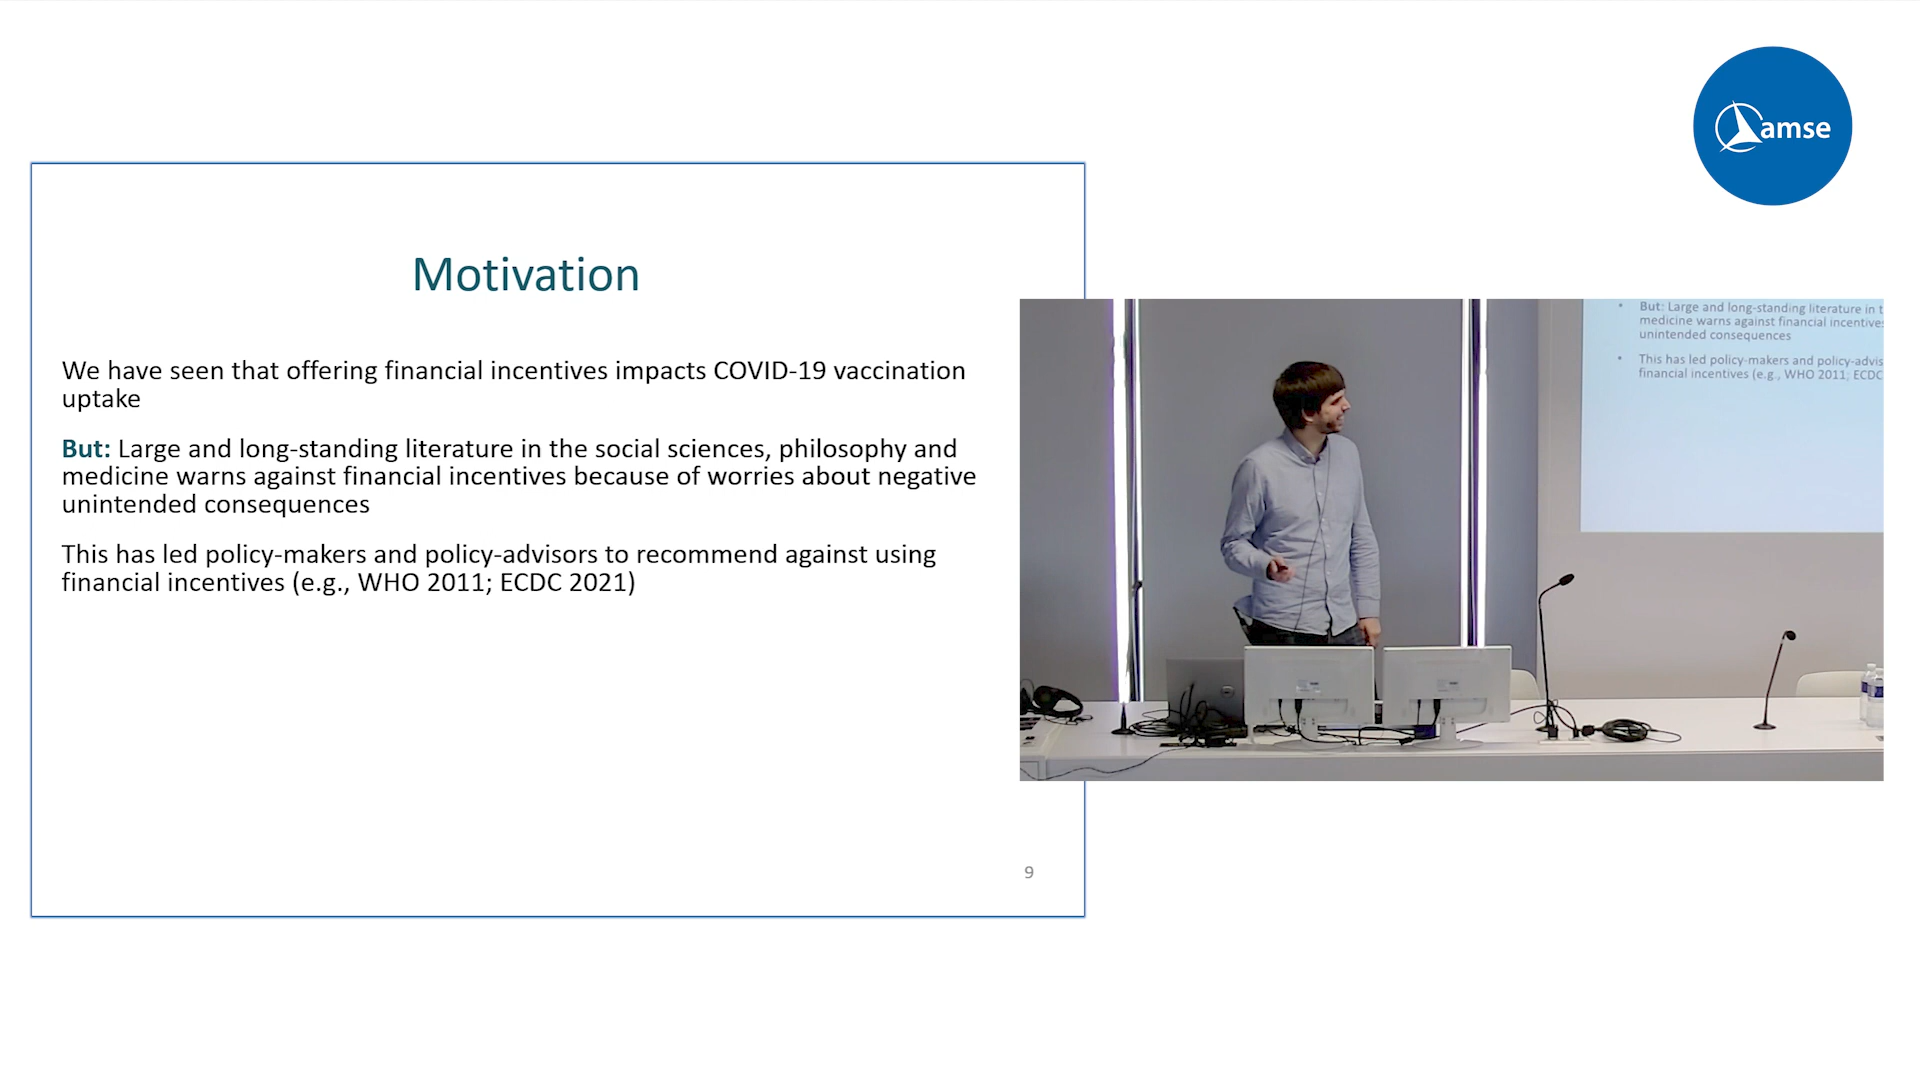 amse
Motivation
We have seen that offering financial incentives impacts COVID-19 vaccination
uptake
But: Large and long-standing literature in the social sciences, philosophy and
medicine warns against financial incentives because of worries about negative
unintended consequences
This has led policy-makers and policy-advisors to recommend against using
financial incentives (e.g., WHO 2011; ECDC 2021)
9
• But: Large and long-standing literature in t
medicine warns against financial incentives
unintended consequences
• This has led policy-makers and policy-advis
financial incentives (e.g., WHO 2011; ECDC